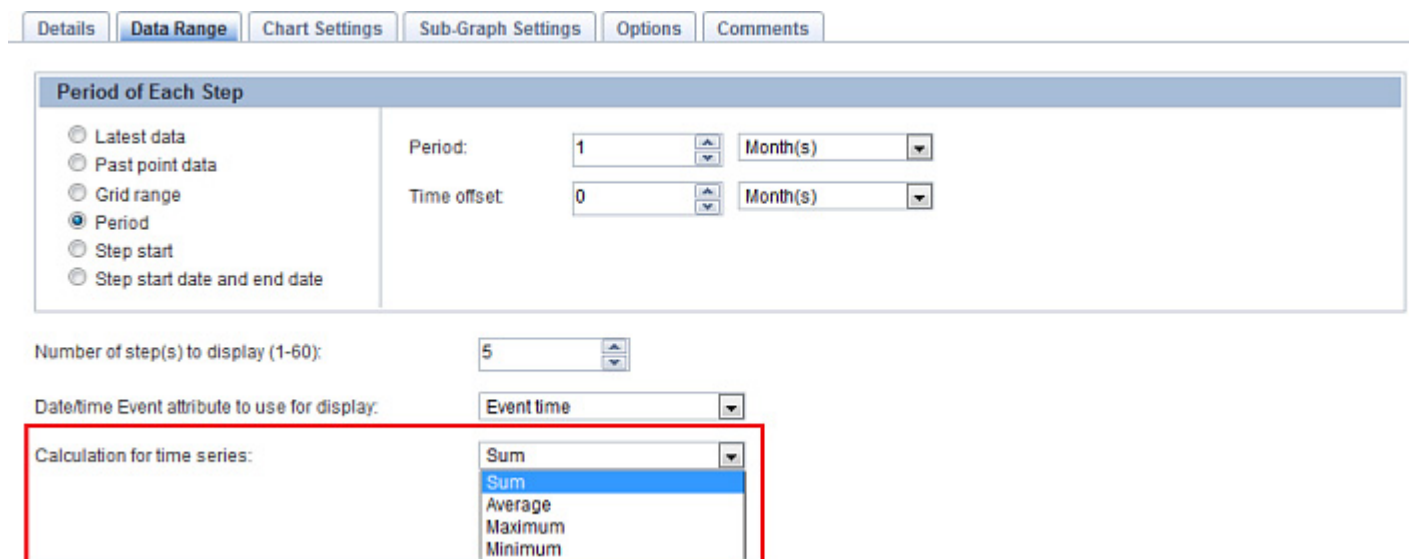 Details Data Range Chart Settings Sub-Graph Settings Options Comments
Period of Each Step
Latest data
Past point data
Grid range
Period
Step start
Step start date and end date
Period: 1 Month(s)
Time offset: 0 Month(s)
Number of step(s) to display (1-60): 5
Date/time Event attribute to use for display: Event time
Calculation for time series: Sum
Sum
Average
Maximum
Minimum